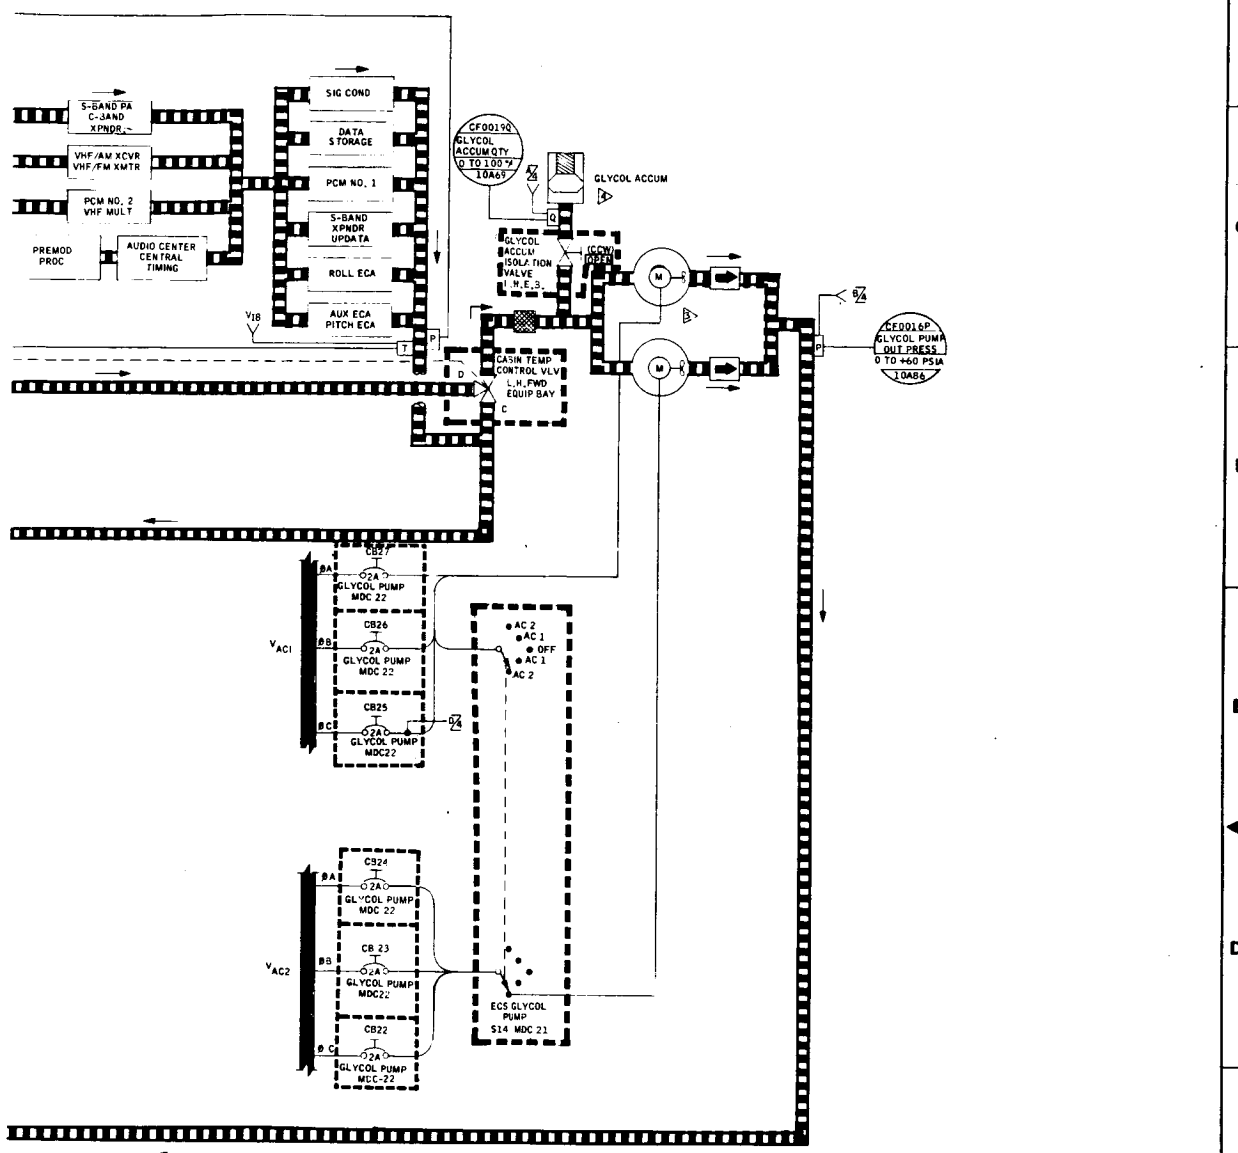 S-BAND PA
C-BAND
XPNDR.
VHF/AM XCVR
VHF/FM XMTR
PCM NO. 2
VHF MULT
PREMOD
PROC
AUDIO CENTER
CENTRAL
TIMING
SIG COND
DATA
STORAGE
PCM NO. 1
S-BAND
XPNDR
UPDATA
ROLL ECA
AUX ECA
PITCH ECA
V18
T
P
CF0019Q
GLYCOL
ACCUM QTY
0 TO 100 %
10A69
A/4
Q
GLYCOL ACCUM
4
GLYCOL
ACCUM
ISOLATION
VALVE
L.H.E.B.
(CCW)
OPEN
M
3
M
B/4
P
CF0016P
GLYCOL PUMP
OUT PRESS
0 TO +60 PSIA
10A86
CABIN TEMP
CONTROL VLV
L.H. FWD
EQUIP BAY
D
C
VAC1
ØA
CB27
2A
GLYCOL PUMP
MDC 22
ØB
CB26
2A
GLYCOL PUMP
MDC 22
ØC
CB25
2A
GLYCOL PUMP
MDC22
D/4
AC 2
AC 1
OFF
AC 1
AC 2
VAC2
ØA
CB24
2A
GLYCOL PUMP
MDC 22
ØB
CB 23
2A
GLYCOL PUMP
MDC22
Ø C
CB22
2A
GLYCOL PUMP
MDC-22
ECS GLYCOL
PUMP
S14 MDC 21